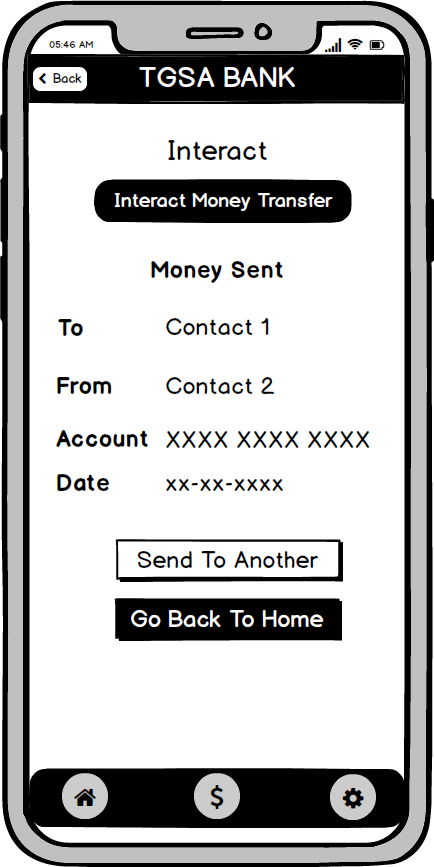 05:46 AM
Back
TGSA BANK
Interact
Interact Money Transfer
Money Sent
To Contact 1
From Contact 2
Account XXXX XXXX XXXX
Date xx-xx-xxxx
Send To Another
Go Back To Home
$